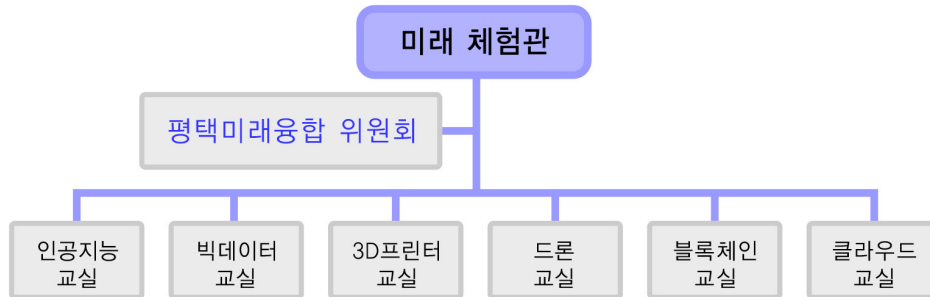 미래 체험관
평택미래융합 위원회
인공지능
교실
빅데이터
교실
3D프린터
교실
드론
교실
블록체인
교실
클라우드
교실